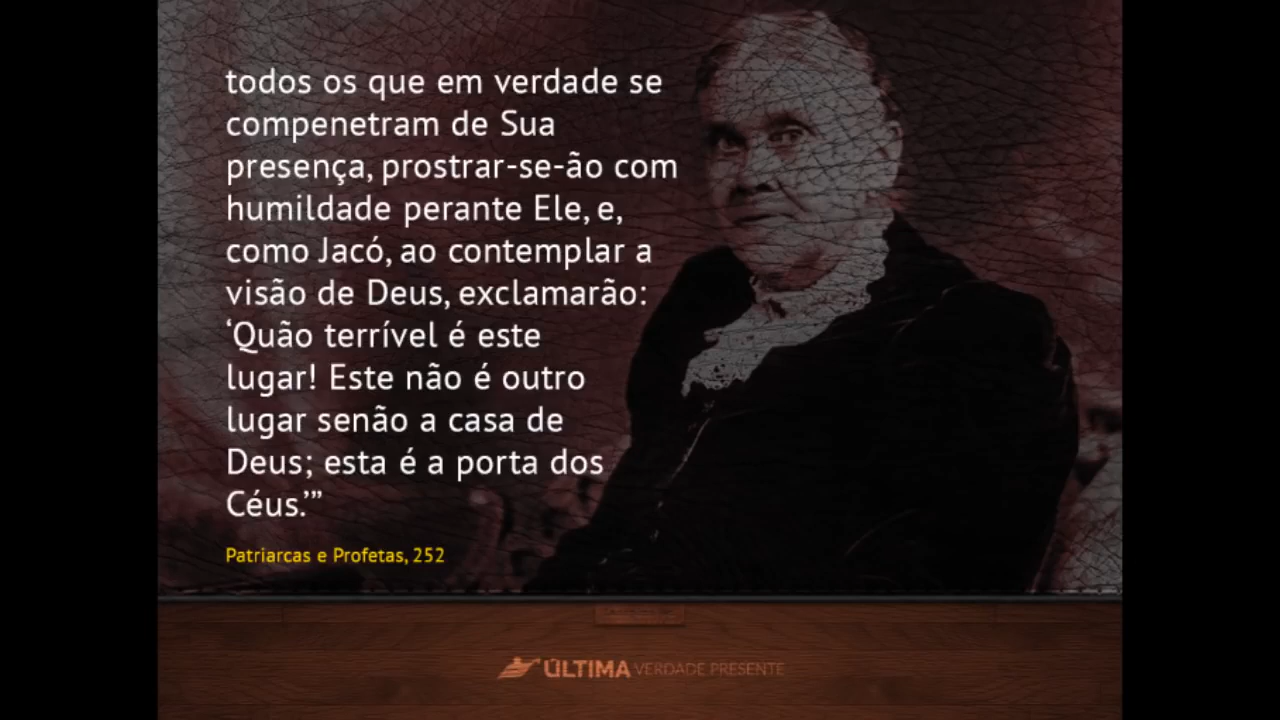 todos os que em verdade se
compenetram de Sua
presença, prostrar-se-ão com
humildade perante Ele, e,
como Jacó, ao contemplar a
visão de Deus, exclamarão:
‘Quão terrível é este
lugar! Este não é outro
lugar senão a casa de
Deus; esta é a porta dos
Céus.’”
Patriarcas e Profetas, 252
ÚLTIMA VERDADE PRESENTE